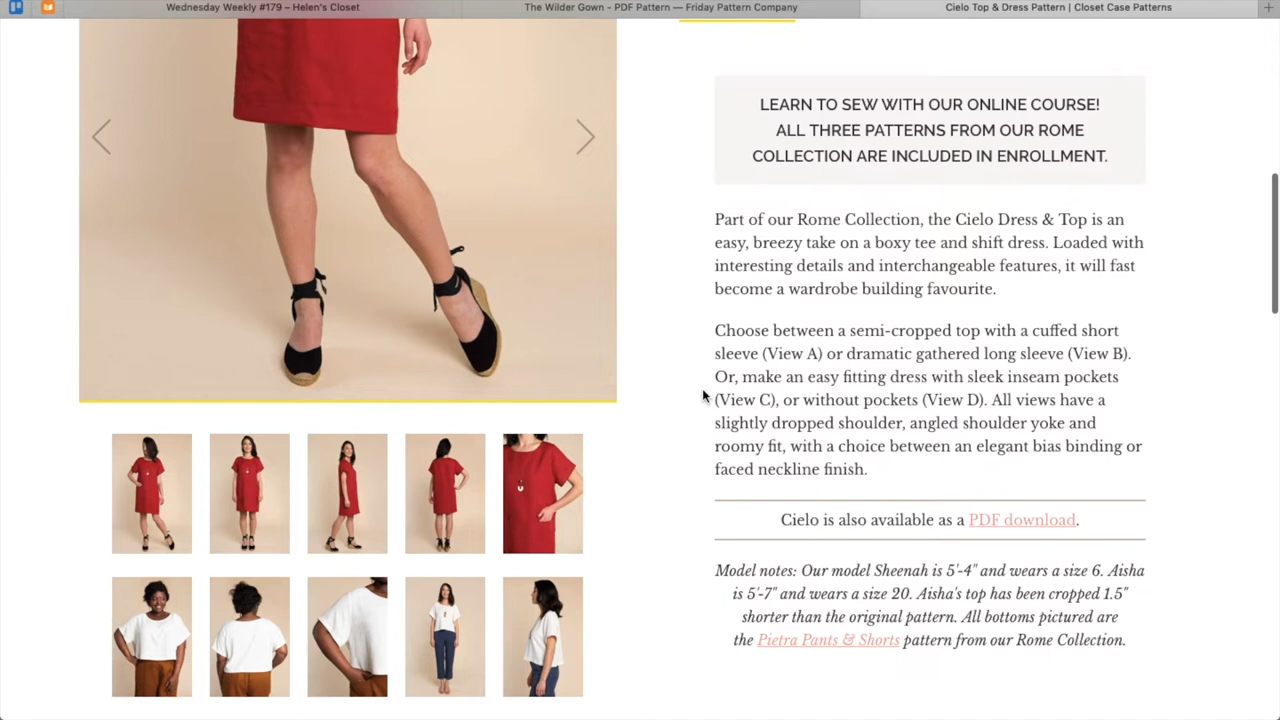 Wednesday Weekly #179 – Helen's Closet
The Wilder Gown - PDF Pattern — Friday Pattern Company
Cielo Top & Dress Pattern | Closet Case Patterns
LEARN TO SEW WITH OUR ONLINE COURSE!
ALL THREE PATTERNS FROM OUR ROME
COLLECTION ARE INCLUDED IN ENROLLMENT.
Part of our Rome Collection, the Cielo Dress & Top is an
easy, breezy take on a boxy tee and shift dress. Loaded with
interesting details and interchangeable features, it will fast
become a wardrobe building favourite.
Choose between a semi-cropped top with a cuffed short
sleeve (View A) or dramatic gathered long sleeve (View B).
Or, make an easy fitting dress with sleek inseam pockets
(View C), or without pockets (View D). All views have a
slightly dropped shoulder, angled shoulder yoke and
roomy fit, with a choice between an elegant bias binding or
faced neckline finish.
Cielo is also available as a PDF download.
Model notes: Our model Sheenah is 5'-4" and wears a size 6. Aisha
is 5'-7" and wears a size 20. Aisha's top has been cropped 1.5"
shorter than the original pattern. All bottoms pictured are
the Pietra Pants & Shorts pattern from our Rome Collection.